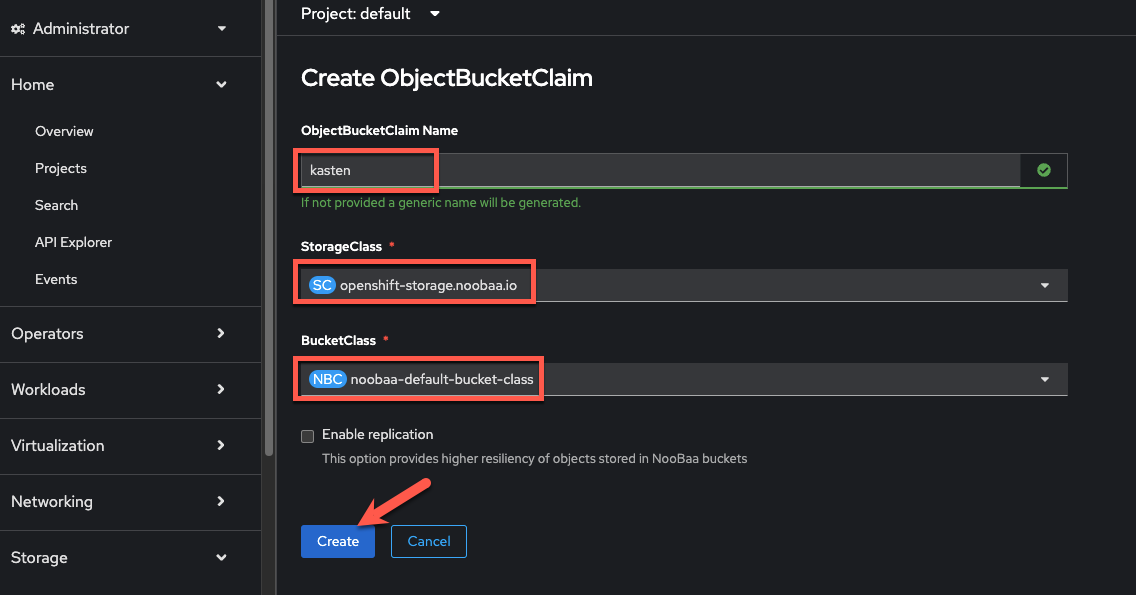 Administrator
Home
Overview
Projects
Search
API Explorer
Events
Operators
Workloads
Virtualization
Networking
Storage
Project: default
Create ObjectBucketClaim
ObjectBucketClaim Name
kasten
If not provided a generic name will be generated.
StorageClass *
SC openshift-storage.noobaa.io
BucketClass *
NBC noobaa-default-bucket-class
Enable replication
This option provides higher resiliency of objects stored in NooBaa buckets
Create Cancel